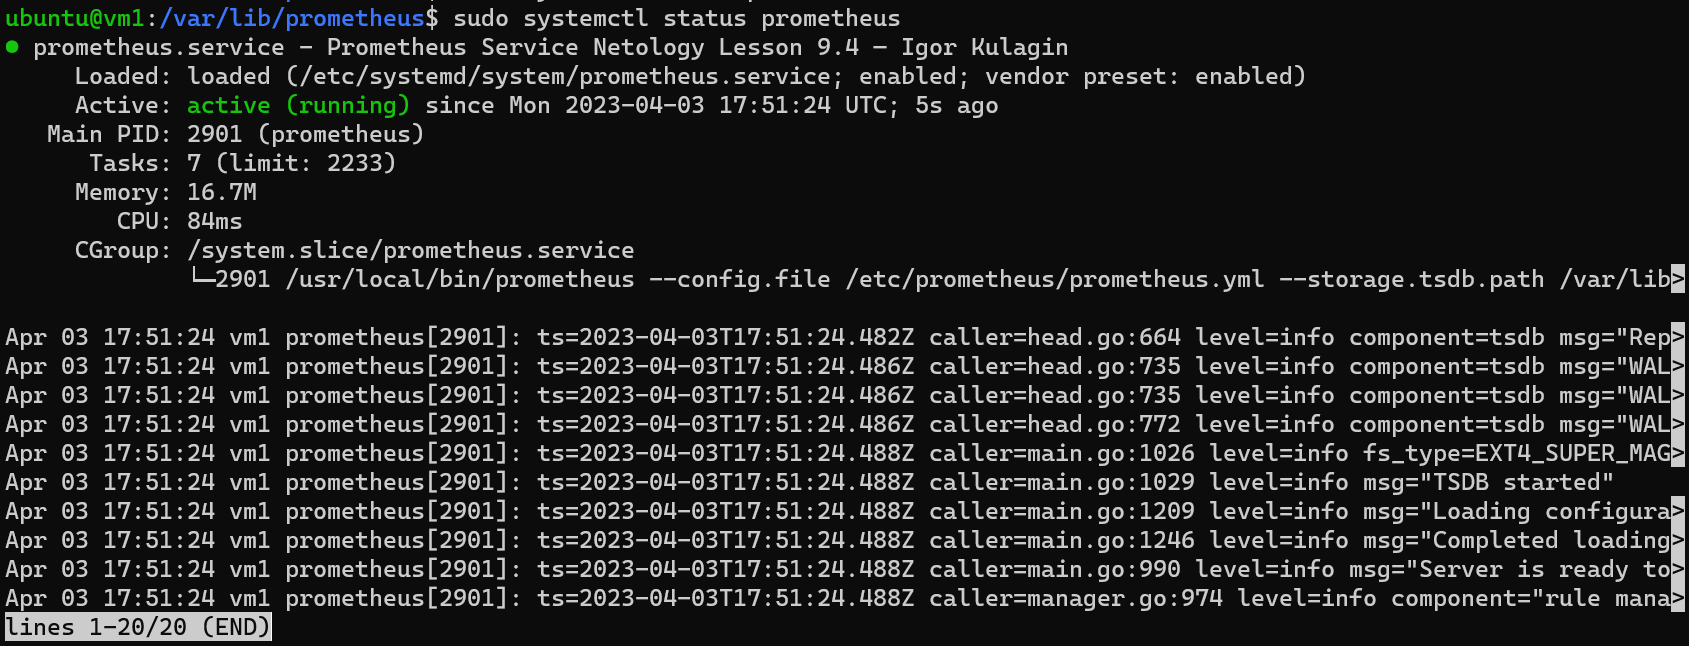 ubuntu@vm1:/var/lib/prometheus$ sudo systemctl status prometheus
● prometheus.service – Prometheus Service Netology Lesson 9.4 – Igor Kulagin
Loaded: loaded (/etc/systemd/system/prometheus.service; enabled; vendor preset: enabled)
Active: active (running) since Mon 2023-04-03 17:51:24 UTC; 5s ago
Main PID: 2901 (prometheus)
Tasks: 7 (limit: 2233)
Memory: 16.7M
CPU: 84ms
CGroup: /system.slice/prometheus.service
└─2901 /usr/local/bin/prometheus --config.file /etc/prometheus/prometheus.yml --storage.tsdb.path /var/lib>
Apr 03 17:51:24 vm1 prometheus[2901]: ts=2023-04-03T17:51:24.482Z caller=head.go:664 level=info component=tsdb msg="Rep>
Apr 03 17:51:24 vm1 prometheus[2901]: ts=2023-04-03T17:51:24.486Z caller=head.go:735 level=info component=tsdb msg="WAL>
Apr 03 17:51:24 vm1 prometheus[2901]: ts=2023-04-03T17:51:24.486Z caller=head.go:735 level=info component=tsdb msg="WAL>
Apr 03 17:51:24 vm1 prometheus[2901]: ts=2023-04-03T17:51:24.486Z caller=head.go:772 level=info component=tsdb msg="WAL>
Apr 03 17:51:24 vm1 prometheus[2901]: ts=2023-04-03T17:51:24.488Z caller=main.go:1026 level=info fs_type=EXT4_SUPER_MAG>
Apr 03 17:51:24 vm1 prometheus[2901]: ts=2023-04-03T17:51:24.488Z caller=main.go:1029 level=info msg="TSDB started"
Apr 03 17:51:24 vm1 prometheus[2901]: ts=2023-04-03T17:51:24.488Z caller=main.go:1209 level=info msg="Loading configura>
Apr 03 17:51:24 vm1 prometheus[2901]: ts=2023-04-03T17:51:24.488Z caller=main.go:1246 level=info msg="Completed loading>
Apr 03 17:51:24 vm1 prometheus[2901]: ts=2023-04-03T17:51:24.488Z caller=main.go:990 level=info msg="Server is ready to>
Apr 03 17:51:24 vm1 prometheus[2901]: ts=2023-04-03T17:51:24.488Z caller=manager.go:974 level=info component="rule mana>
lines 1-20/20 (END)